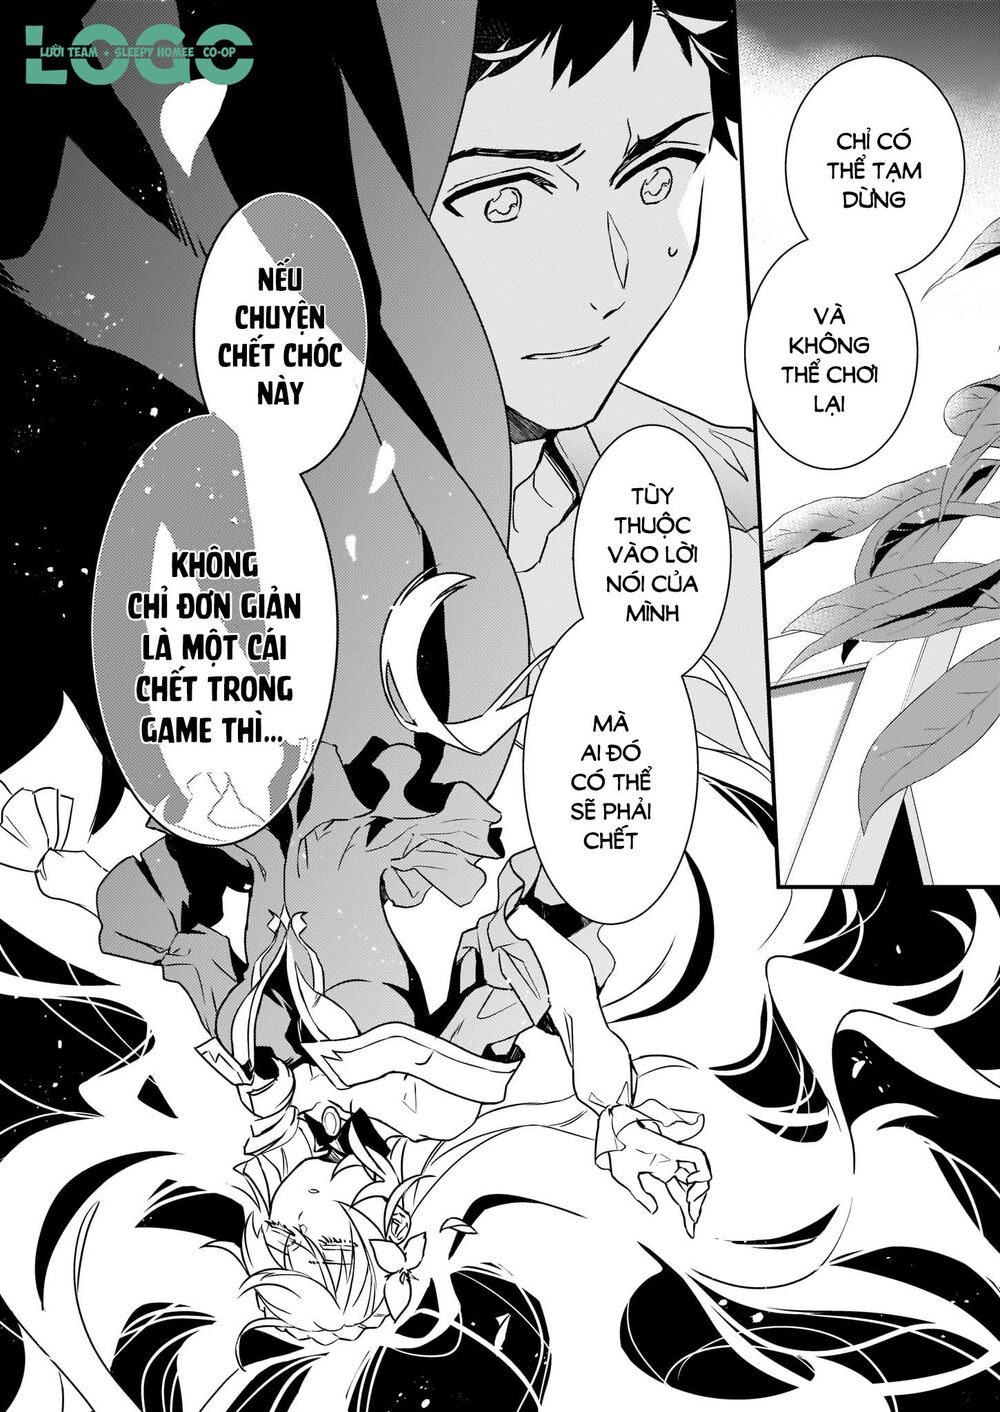 LƯỜI TEAM + SLEEPY HOMEE CO-OP
LOGO
CHỈ CÓ
THỂ TẠM
DỪNG
VÀ
KHÔNG
THỂ CHƠI
LẠI
TÙY
THUỘC
VÀO LỜI
NÓI CỦA
MÌNH
MÀ
AI ĐÓ
CÓ THỂ
SẼ PHẢI
CHẾT
NẾU
CHUYỆN
CHẾT CHÓC
NÀY
KHÔNG
CHỈ ĐƠN GIẢN
LÀ MỘT CÁI
CHẾT TRONG
GAME THÌ...